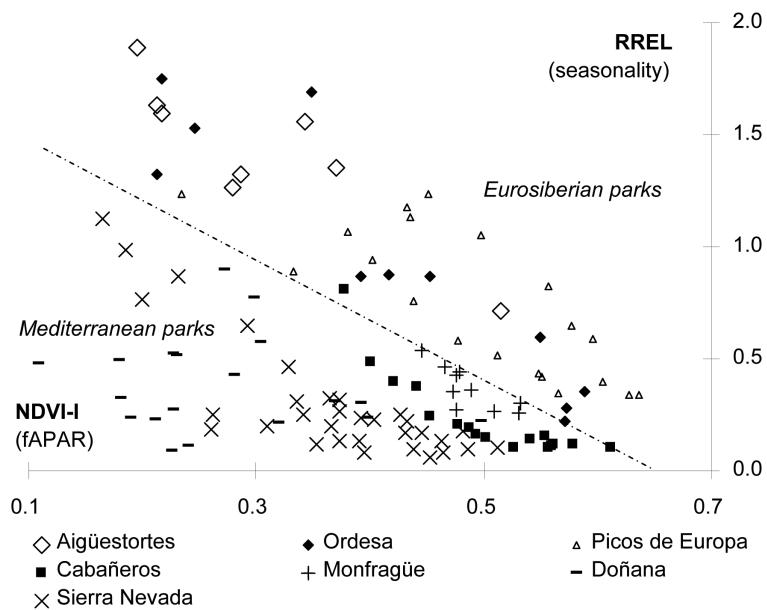 2.0
RREL
(seasonality)
1.5
Eurosiberian parks
1.0
Mediterranean parks
0.5
NDVI-I
(fAPAR)
0.0
0.1 0.3 0.5 0.7
Aigüestortes Ordesa Picos de Europa
Cabañeros Monfragüe Doñana
Sierra Nevada